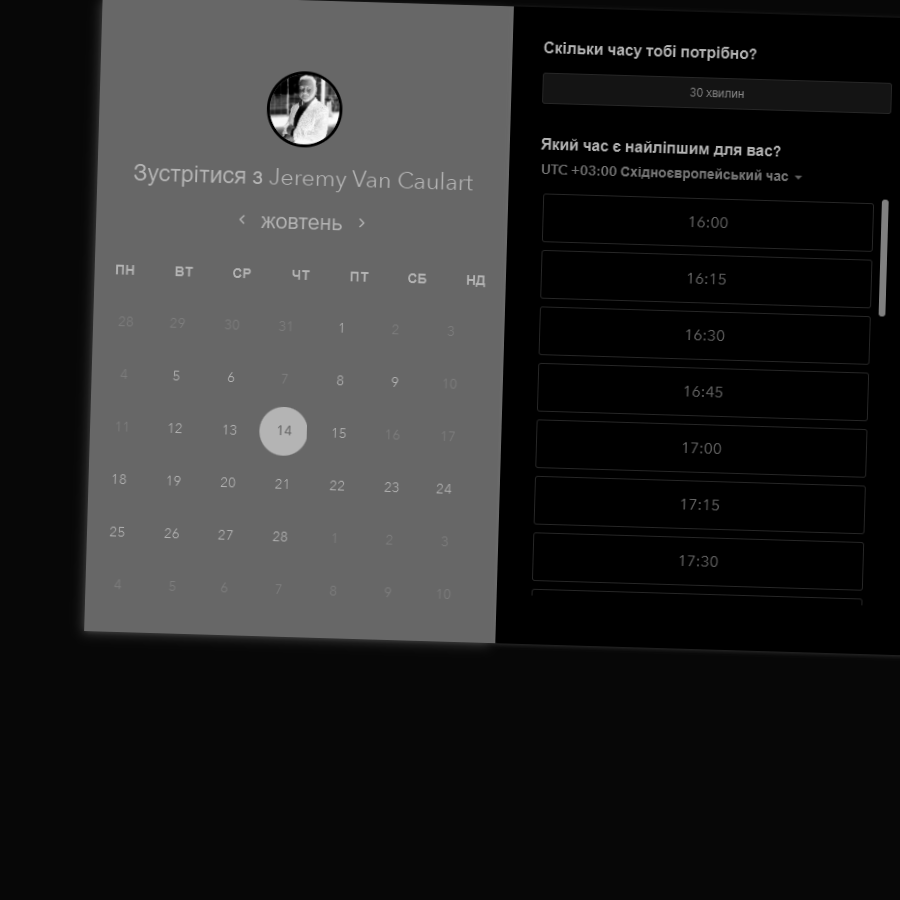 Зустрітися з Jeremy Van Caulart
жовтень
ПН ВТ СР ЧТ ПТ СБ НД
28 29 30 31 1 2 3
4 5 6 7 8 9 10
11 12 13 14 15 16 17
18 19 20 21 22 23 24
25 26 27 28 1 2 3
4 5 6 7 8 9 10
Скільки часу тобі потрібно?
30 хвилин
Який час є найліпшим для вас?
UTC +03:00 Східноєвропейський час
16:00
16:15
16:30
16:45
17:00
17:15
17:30